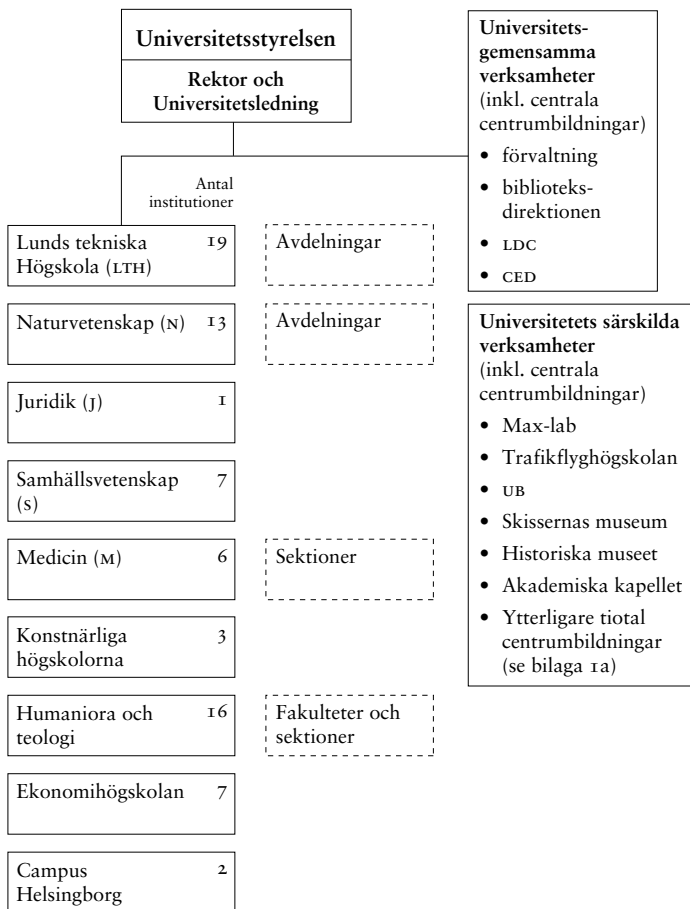 Universitetsstyrelsen
Rektor och
Universitetsledning
Antal
institutioner
Lunds tekniska 19
Högskola (LTH)
Avdelningar
Naturvetenskap (N) 13
Avdelningar
Juridik (J) 1
Samhällsvetenskap 7
(S)
Medicin (M) 6
Sektioner
Konstnärliga 3
högskolorna
Humaniora och 16
teologi
Fakulteter och
sektioner
Ekonomihögskolan 7
Campus 2
Helsingborg
Universitets-
gemensamma
verksamheter
(inkl. centrala
centrumbildningar)
• förvaltning
• biblioteks-
direktionen
• LDC
• CED
Universitetets särskilda
verksamheter
(inkl. centrala
centrumbildningar)
• Max-lab
• Trafikflyghögskolan
• UB
• Skissernas museum
• Historiska museet
• Akademiska kapellet
• Ytterligare tiotal
centrumbildningar
(se bilaga 1a)